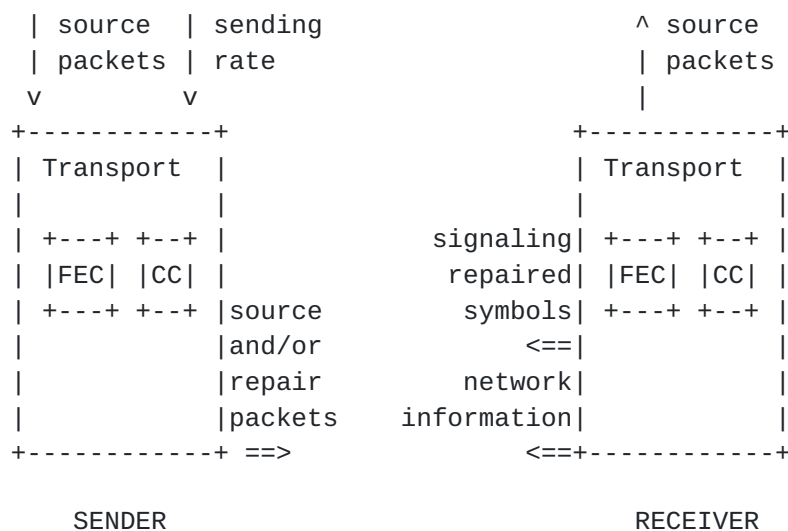 | source | sending ^ source
| packets | rate | packets
v v |
+------------+ +------------+
| Transport | | Transport |
| | | |
| +---+ +--+ | signaling| +---+ +--+ |
| |FEC| |CC| | repaired| |FEC| |CC| |
| +---+ +--+ |source symbols| +---+ +--+ |
| |and/or <==| |
| |repair network| |
| |packets information| |
+------------+ ==> <==+------------+
SENDER RECEIVER